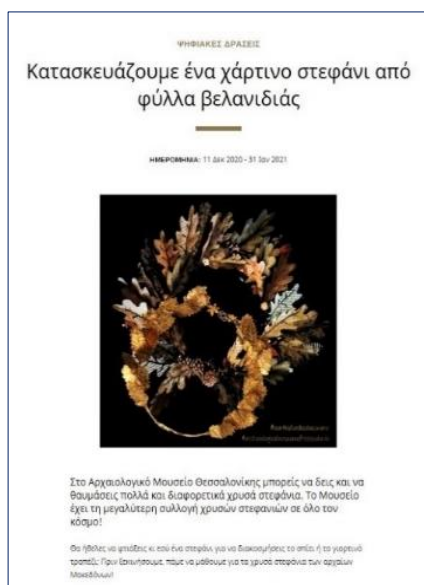 ΨΗΦΙΑΚΕΣ ΔΡΑΣΕΙΣ
Κατασκευάζουμε ένα χάρτινο στεφάνι από
φύλλα βελανιδιάς
ΗΜΕΡΟΜΗΝΙΑ: 11 Δεκ 2020 - 31 Ιαν 2021
Στο Αρχαιολογικό Μουσείο Θεσσαλονίκης μπορείς να δεις και να
θαυμάσεις πολλά και διαφορετικά χρυσά στεφάνια. Το Μουσείο
έχει τη μεγαλύτερη συλλογή χρυσών στεφανιών σε όλο τον
κόσμο!
Θα ήθελες να φτιάξεις κι εσύ ένα στεφάνι για να διακοσμήσεις το σπίτι ή το γιορτινό
τραπέζι; Πριν ξεκινήσουμε, πάμε να μάθουμε για τα χρυσά στεφάνια των αρχαίων
Μακεδόνων!